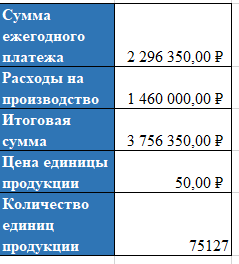 Сумма
ежегодного
платежа
2 296 350,00 ₽
Расходы на
производство
1 460 000,00 ₽
Итоговая
сумма
3 756 350,00 ₽
Цена единицы
продукции
50,00 ₽
Количество
единиц
продукции
75127